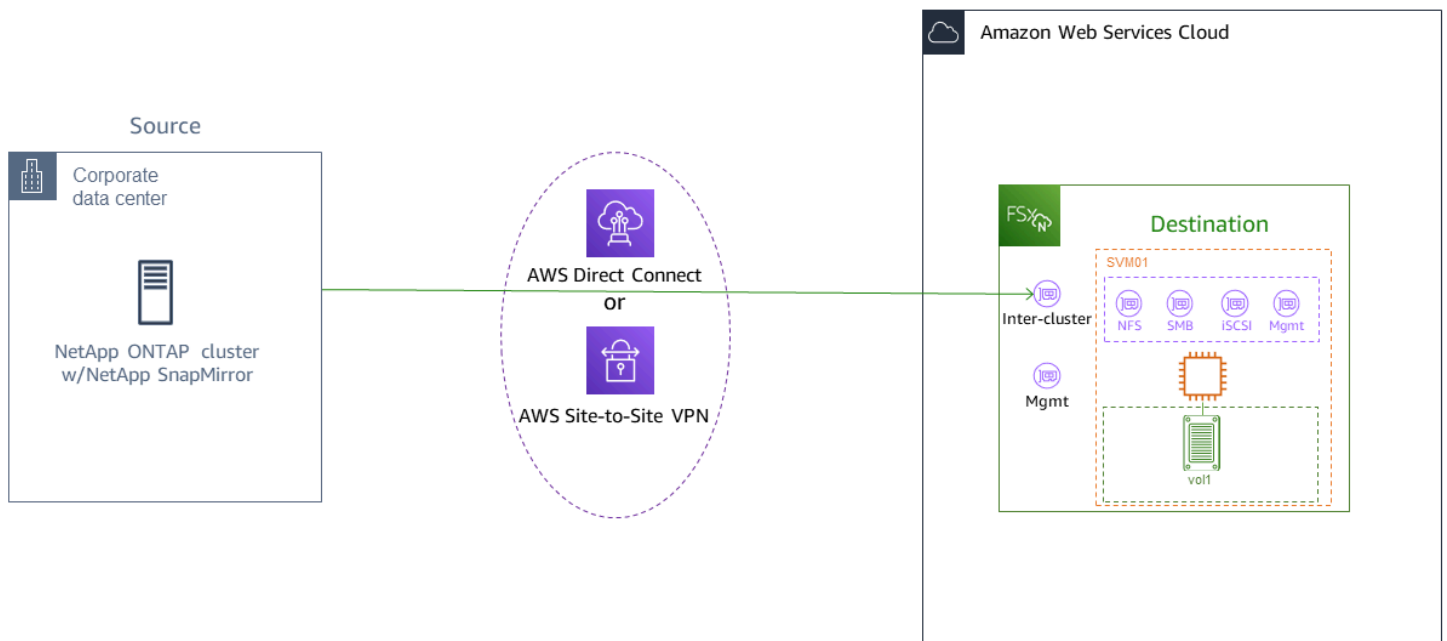 Amazon Web Services Cloud
Source
Corporate
data center
NetApp ONTAP cluster
w/NetApp SnapMirror
AWS Direct Connect
or
AWS Site-to-Site VPN
FSx
N
Destination
SVM01
NFS
SMB
iSCSI
Mgmt
Inter-cluster
Mgmt
vol1